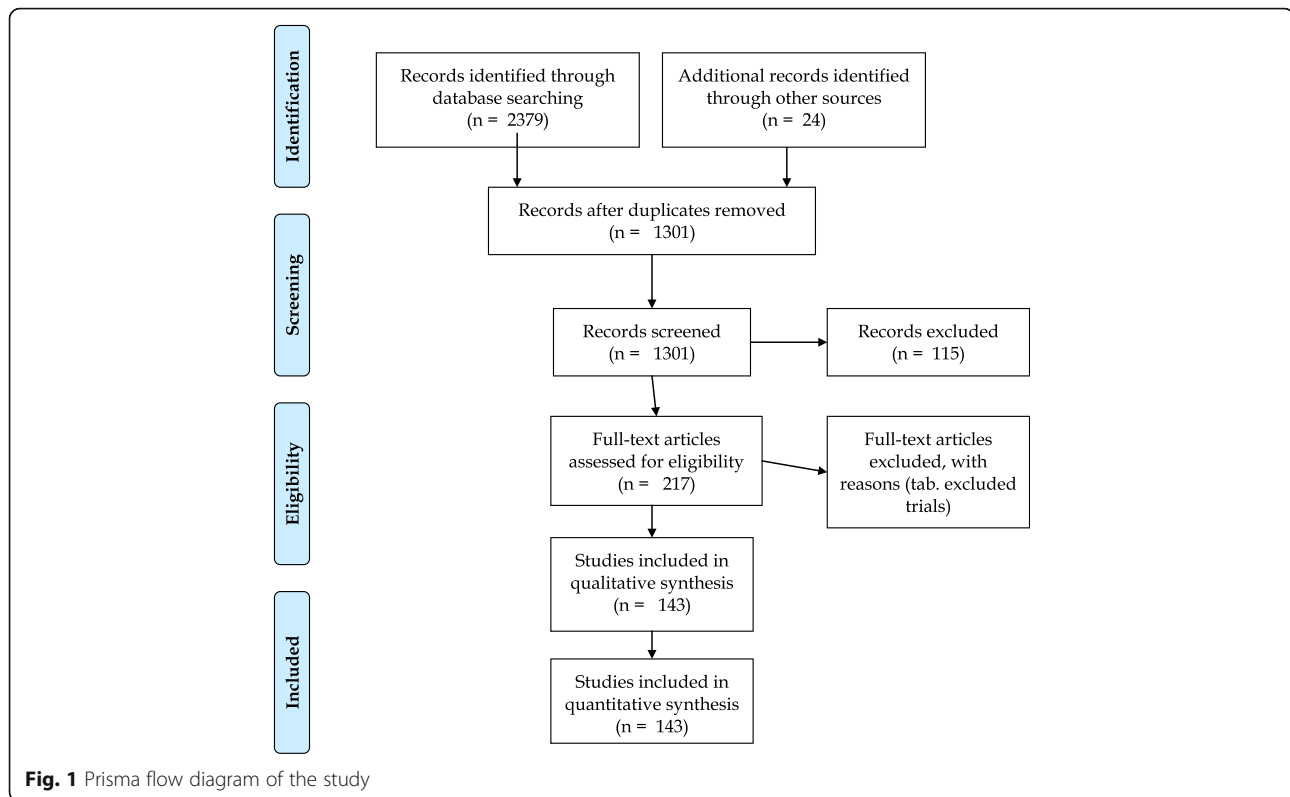 Identification
Records identified through
database searching
(n = 2379)
Additional records identified
through other sources
(n = 24)
Records after duplicates removed
(n = 1301)
Screening
Records screened
(n = 1301)
Records excluded
(n = 115)
Eligibility
Full-text articles
assessed for eligibility
(n = 217)
Full-text articles
excluded, with
reasons (tab. excluded
trials)
Studies included in
qualitative synthesis
(n = 143)
Included
Studies included in
quantitative synthesis
(n = 143)
Fig. 1 Prisma flow diagram of the study